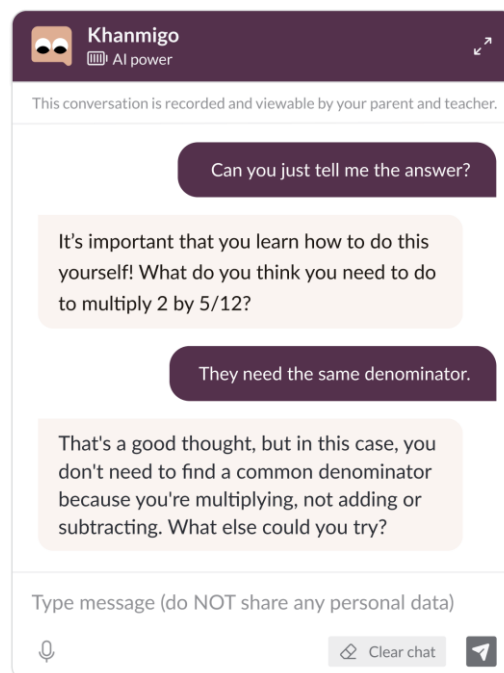 Khanmigo
AI power
This conversation is recorded and viewable by your parent and teacher.
Can you just tell me the answer?
It’s important that you learn how to do this
yourself! What do you think you need to do
to multiply 2 by 5/12?
They need the same denominator.
That's a good thought, but in this case, you
don't need to find a common denominator
because you're multiplying, not adding or
subtracting. What else could you try?
Type message (do NOT share any personal data)
Clear chat